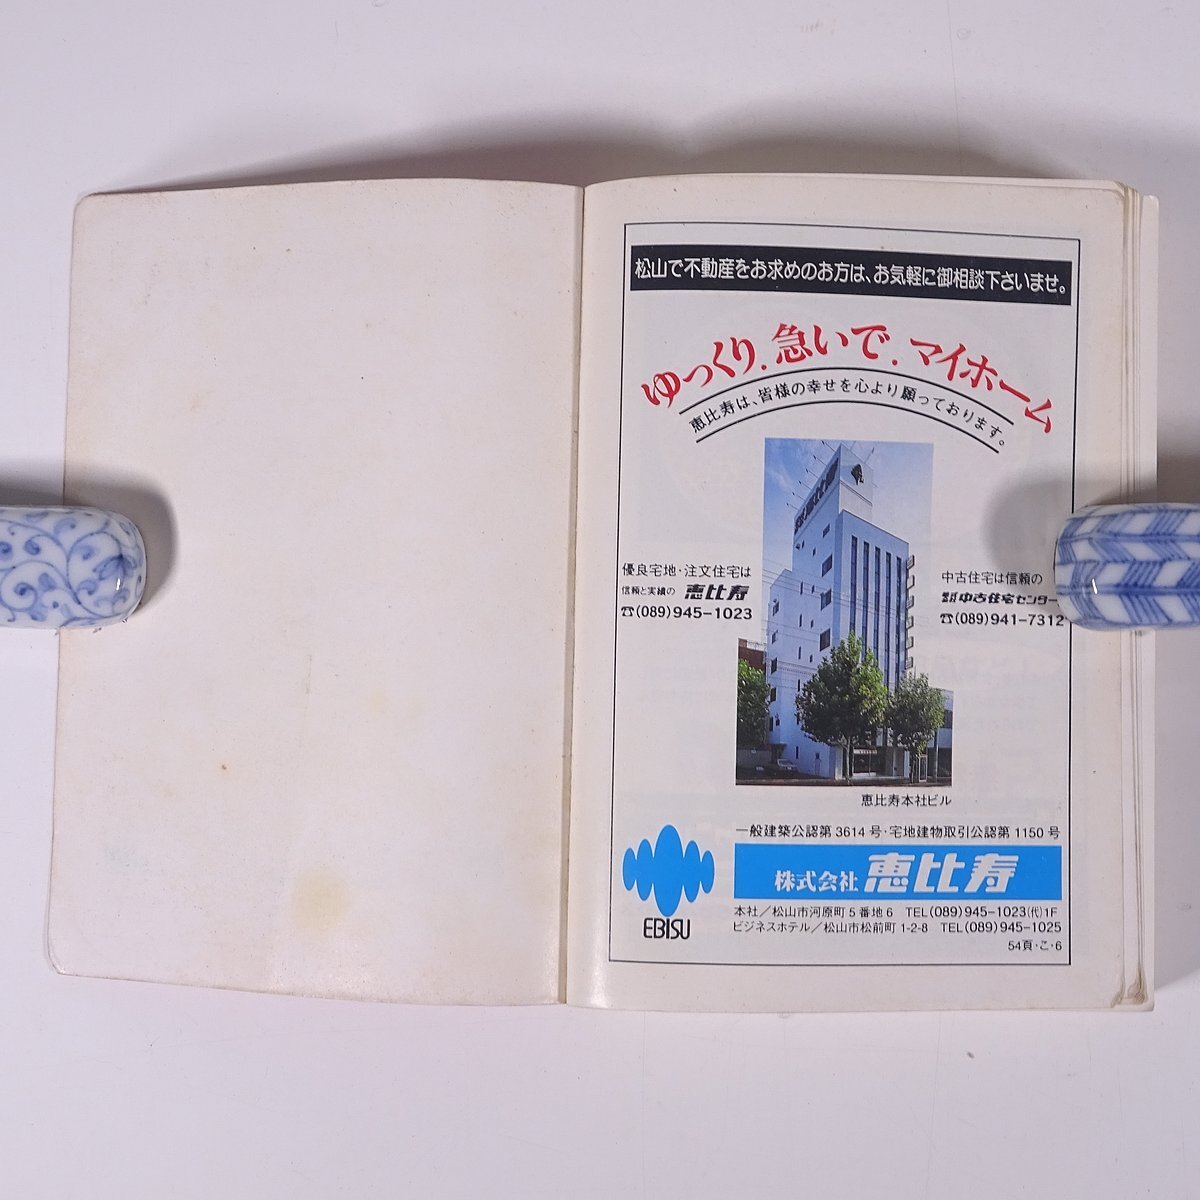 松山で不動産をお求めのお方は、お気軽に御相談下さいませ。
ゆっくり.急いで.マイホーム
恵比寿は、皆様の幸せを心より願っております。
優良宅地・注文住宅は
信頼と実績の 恵比寿
☎(089)945-1023
中古住宅は信頼の
中古住宅センター
☎(089)941-7312
恵比寿本社ビル
一般建築公認第3614号・宅地建物取引公認第1150号
株式会社 恵比寿
EBISU
本社/松山市河原町5番地6 TEL(089)945-1023(代)1F
ビジネスホテル/松山市松前町1-2-8 TEL(089)945-1025
54頁・こ・6